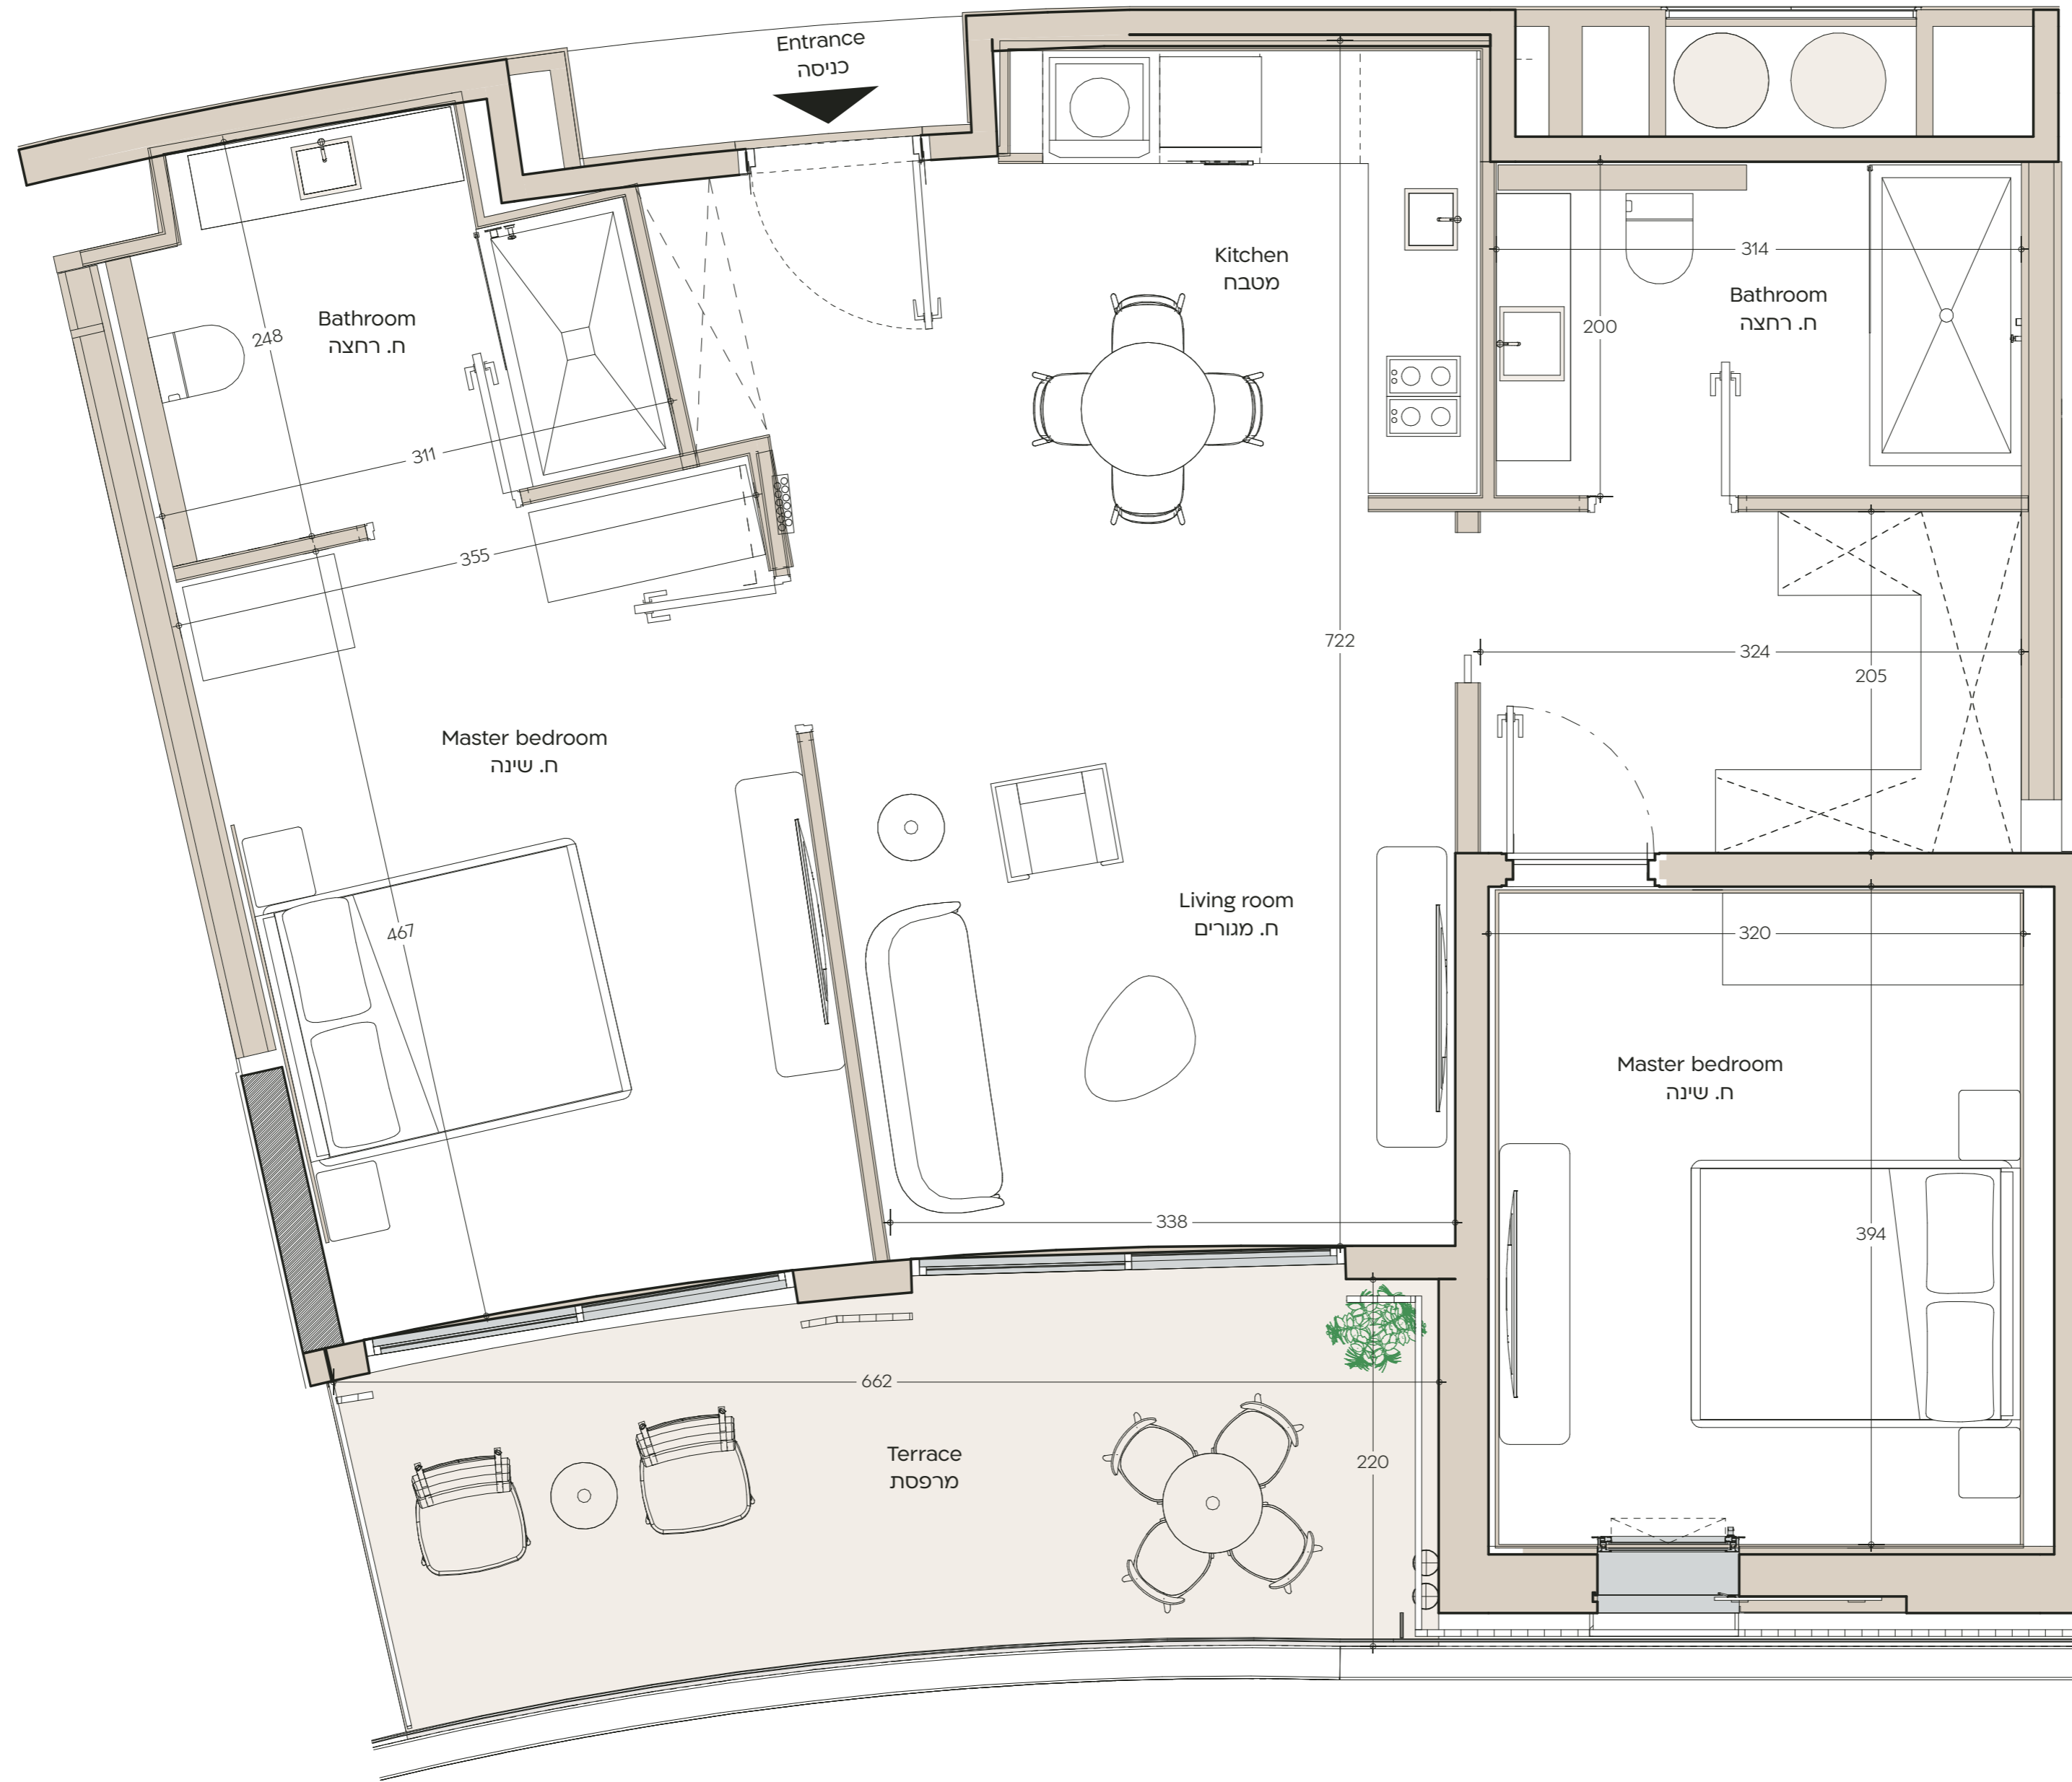 Entrance
כניסה
Kitchen
מטבח
314
Bathroom
ח. רחצה
200
Bathroom
ח. רחצה
248
311
355
722
324
205
Master bedroom
ח. שינה
467
Living room
ח. מגורים
320
Master bedroom
ח. שינה
338
394
662
Terrace
מרפסת
220